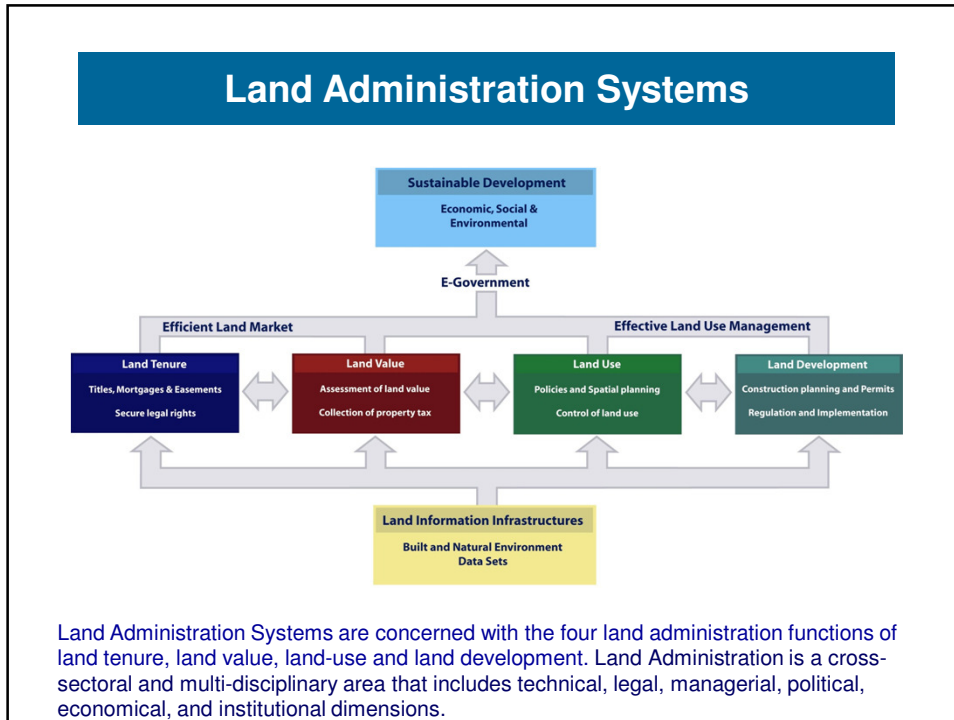 Land Administration Systems
Sustainable Development
Economic, Social &
Environmental
E-Government
Efficient Land Market
Effective Land Use Management
Land Tenure
Titles, Mortgages & Easements
Secure legal rights
Land Value
Assessment of land value
Collection of property tax
Land Use
Policies and Spatial planning
Control of land use
Land Development
Construction planning and Permits
Regulation and Implementation
Land Information Infrastructures
Built and Natural Environment
Data Sets
Land Administration Systems are concerned with the four land administration functions of
land tenure, land value, land-use and land development. Land Administration is a cross-
sectoral and multi-disciplinary area that includes technical, legal, managerial, political,
economical, and institutional dimensions.